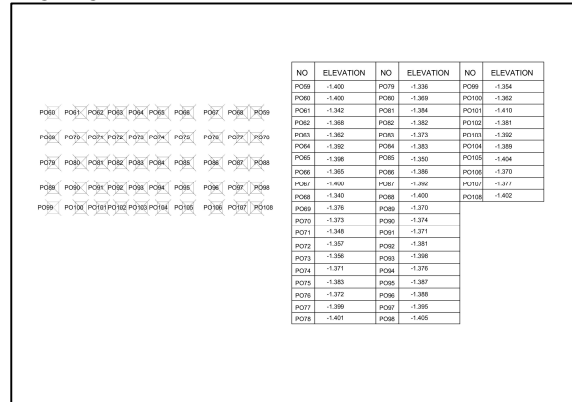 PO60 PO61 PO62 PO63 PO64 PO65 PO66 PO67 PO68 PO59
PO69 PO70 PO71 PO72 PO73 PO74 PO75 PO76 PO77 PO78
PO79 PO80 PO81 PO82 PO83 PO84 PO85 PO86 PO87 PO88
PO89 PO90 PO91 PO92 PO93 PO94 PO95 PO96 PO97 PO98
PO99 PO100 PO101 PO102 PO103 PO104 PO105 PO106 PO107 PO108
NO ELEVATION NO ELEVATION NO ELEVATION
PO59 -1.400 PO79 -1.336 PO99 -1.354
PO60 -1.400 PO80 -1.369 PO100 -1.362
PO61 -1.342 PO81 -1.384 PO101 -1.410
PO62 -1.368 PO82 -1.382 PO102 -1.381
PO63 -1.362 PO83 -1.373 PO103 -1.392
PO64 -1.392 PO84 -1.383 PO104 -1.389
PO65 -1.398 PO85 -1.350 PO105 -1.404
PO66 -1.365 PO86 -1.386 PO106 -1.370
PO67 -1.400 PO87 -1.392 PO107 -1.377
PO68 -1.340 PO88 -1.400 PO108 -1.402
PO69 -1.376 PO89 -1.370
PO70 -1.373 PO90 -1.374
PO71 -1.348 PO91 -1.371
PO72 -1.357 PO92 -1.381
PO73 -1.356 PO93 -1.398
PO74 -1.371 PO94 -1.376
PO75 -1.383 PO95 -1.387
PO76 -1.372 PO96 -1.388
PO77 -1.399 PO97 -1.395
PO78 -1.401 PO98 -1.405